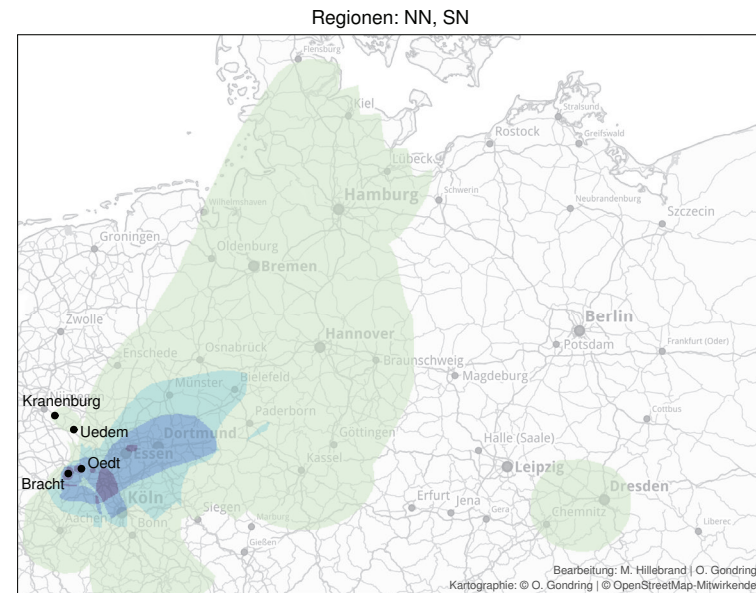 Regionen: NN, SN
Flensburg
Kiel
Stralsund
Rostock
Greifswald
Lübeck
Schwerin
Hamburg
Wilhelmshaven
Neubrandenburg
Szczecin
Groningen
Oldenburg
Bremen
Zwolle
Berlin
Hannover
Potsdam
Frankfurt (Oder)
Enschede
Osnabrück
Braunschweig
Magdeburg
Münster
Bielefeld
Kranenburg
Paderborn
Cottbus
Uedem
Dortmund
Göttingen
Halle (Saale)
Essen
Oedt
Kassel
Leipzig
Bracht
Dresden
Köln
Erfurt
Jena
Siegen
Chemnitz
Gera
Aachen
Bonn
Marburg
Liberec
Gießen
Bearbeitung: M. Hillebrand | O. Gondring
Kartographie: © O. Gondring | © OpenStreetMap-Mitwirkende